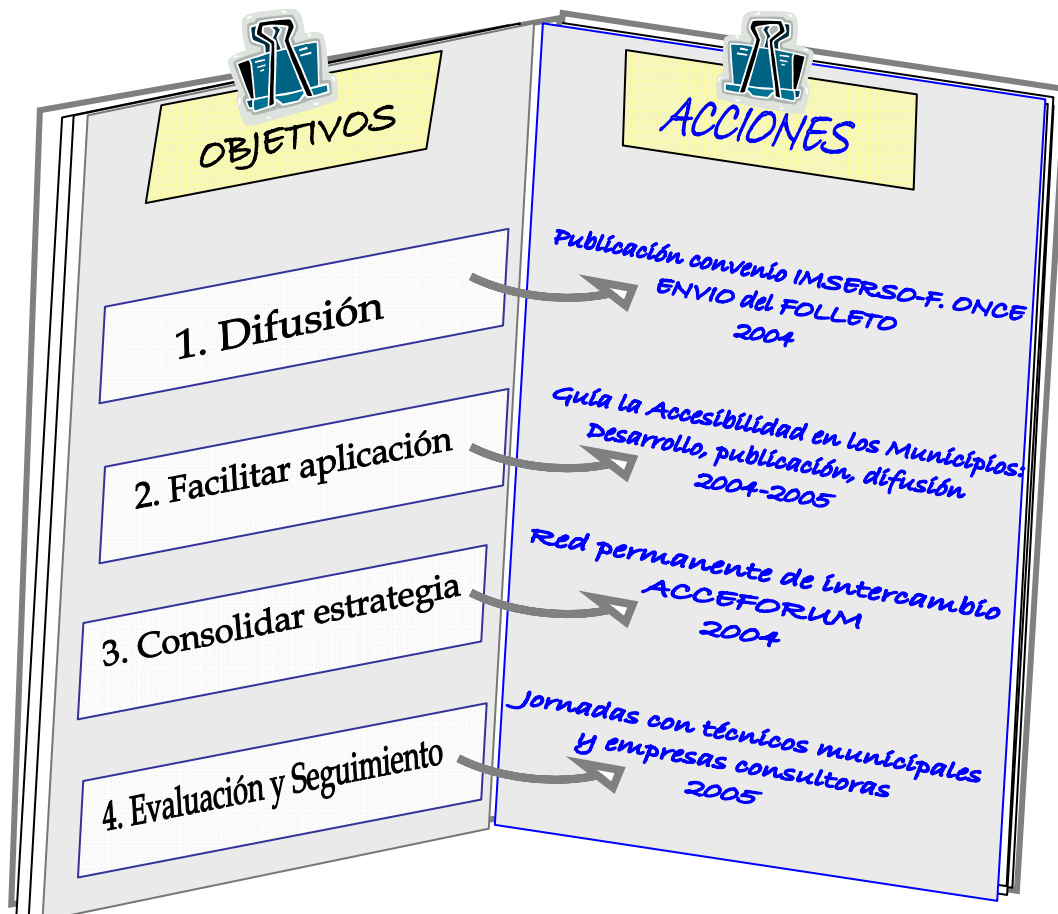 OBJETIVOS
1. Difusión
2. Facilitar aplicación
3. Consolidar estrategia
4. Evaluación y Seguimiento
ACCIONES
Publicación convenio IMSERSO-F. ONCE
ENVIO del FOLLETO
2004
Guía la Accesibilidad en los Municipios:
Desarrollo, publicación, difusión
2004-2005
Red permanente de intercambio
ACCEFORUM
2004
Jornadas con técnicos municipales
y empresas consultoras
2005